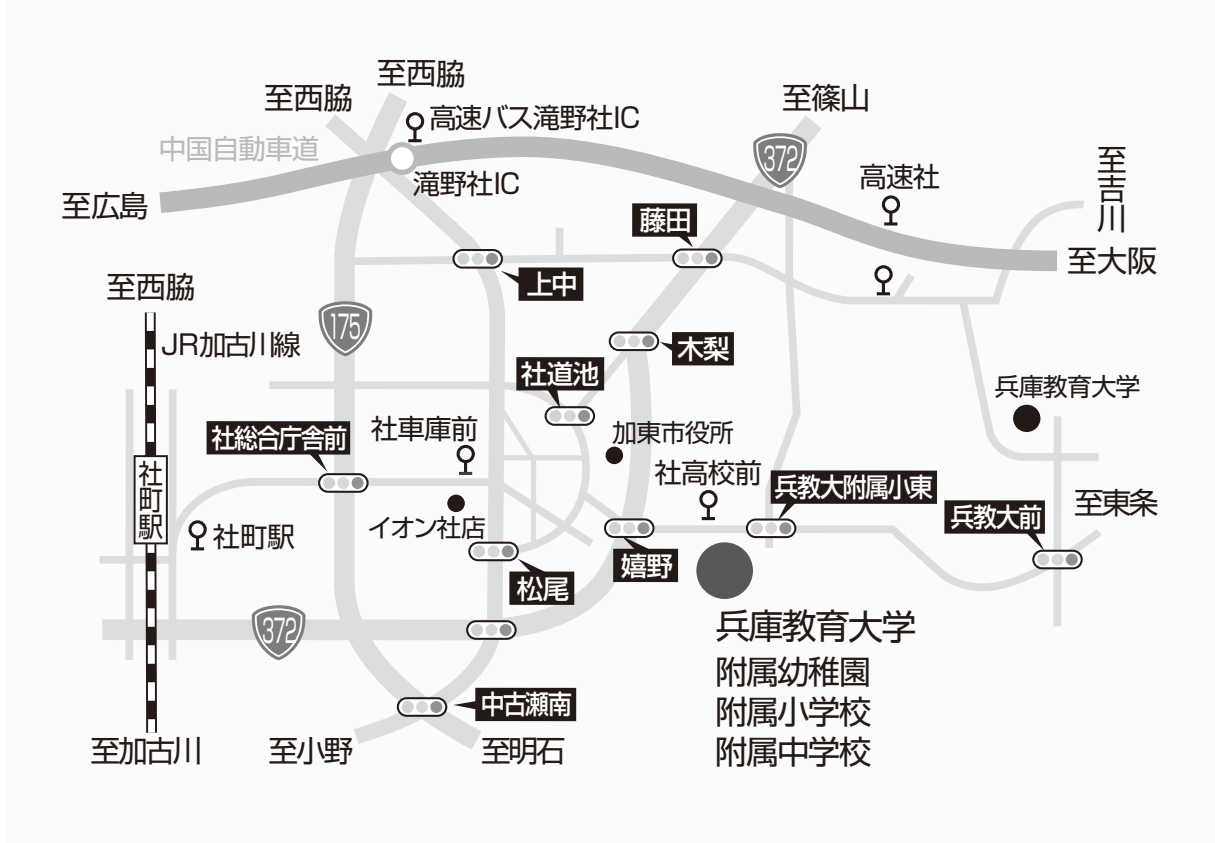 至西脇
至西脇
至篠山
高速バス滝野社IC
中国自動車道
372
滝野社IC
高速社
至吉川
至広島
藤田
至大阪
上中
至西脇
175
JR加古川線
木梨
社道池
兵庫教育大学
社総合庁舎前
社車庫前
加東市役所
社高校前
兵教大附属小東
社町駅
至東条
兵教大前
イオン社店
社町駅
嬉野
松尾
372
兵庫教育大学
附属幼稚園
附属小学校
附属中学校
中古瀬南
至加古川
至小野
至明石